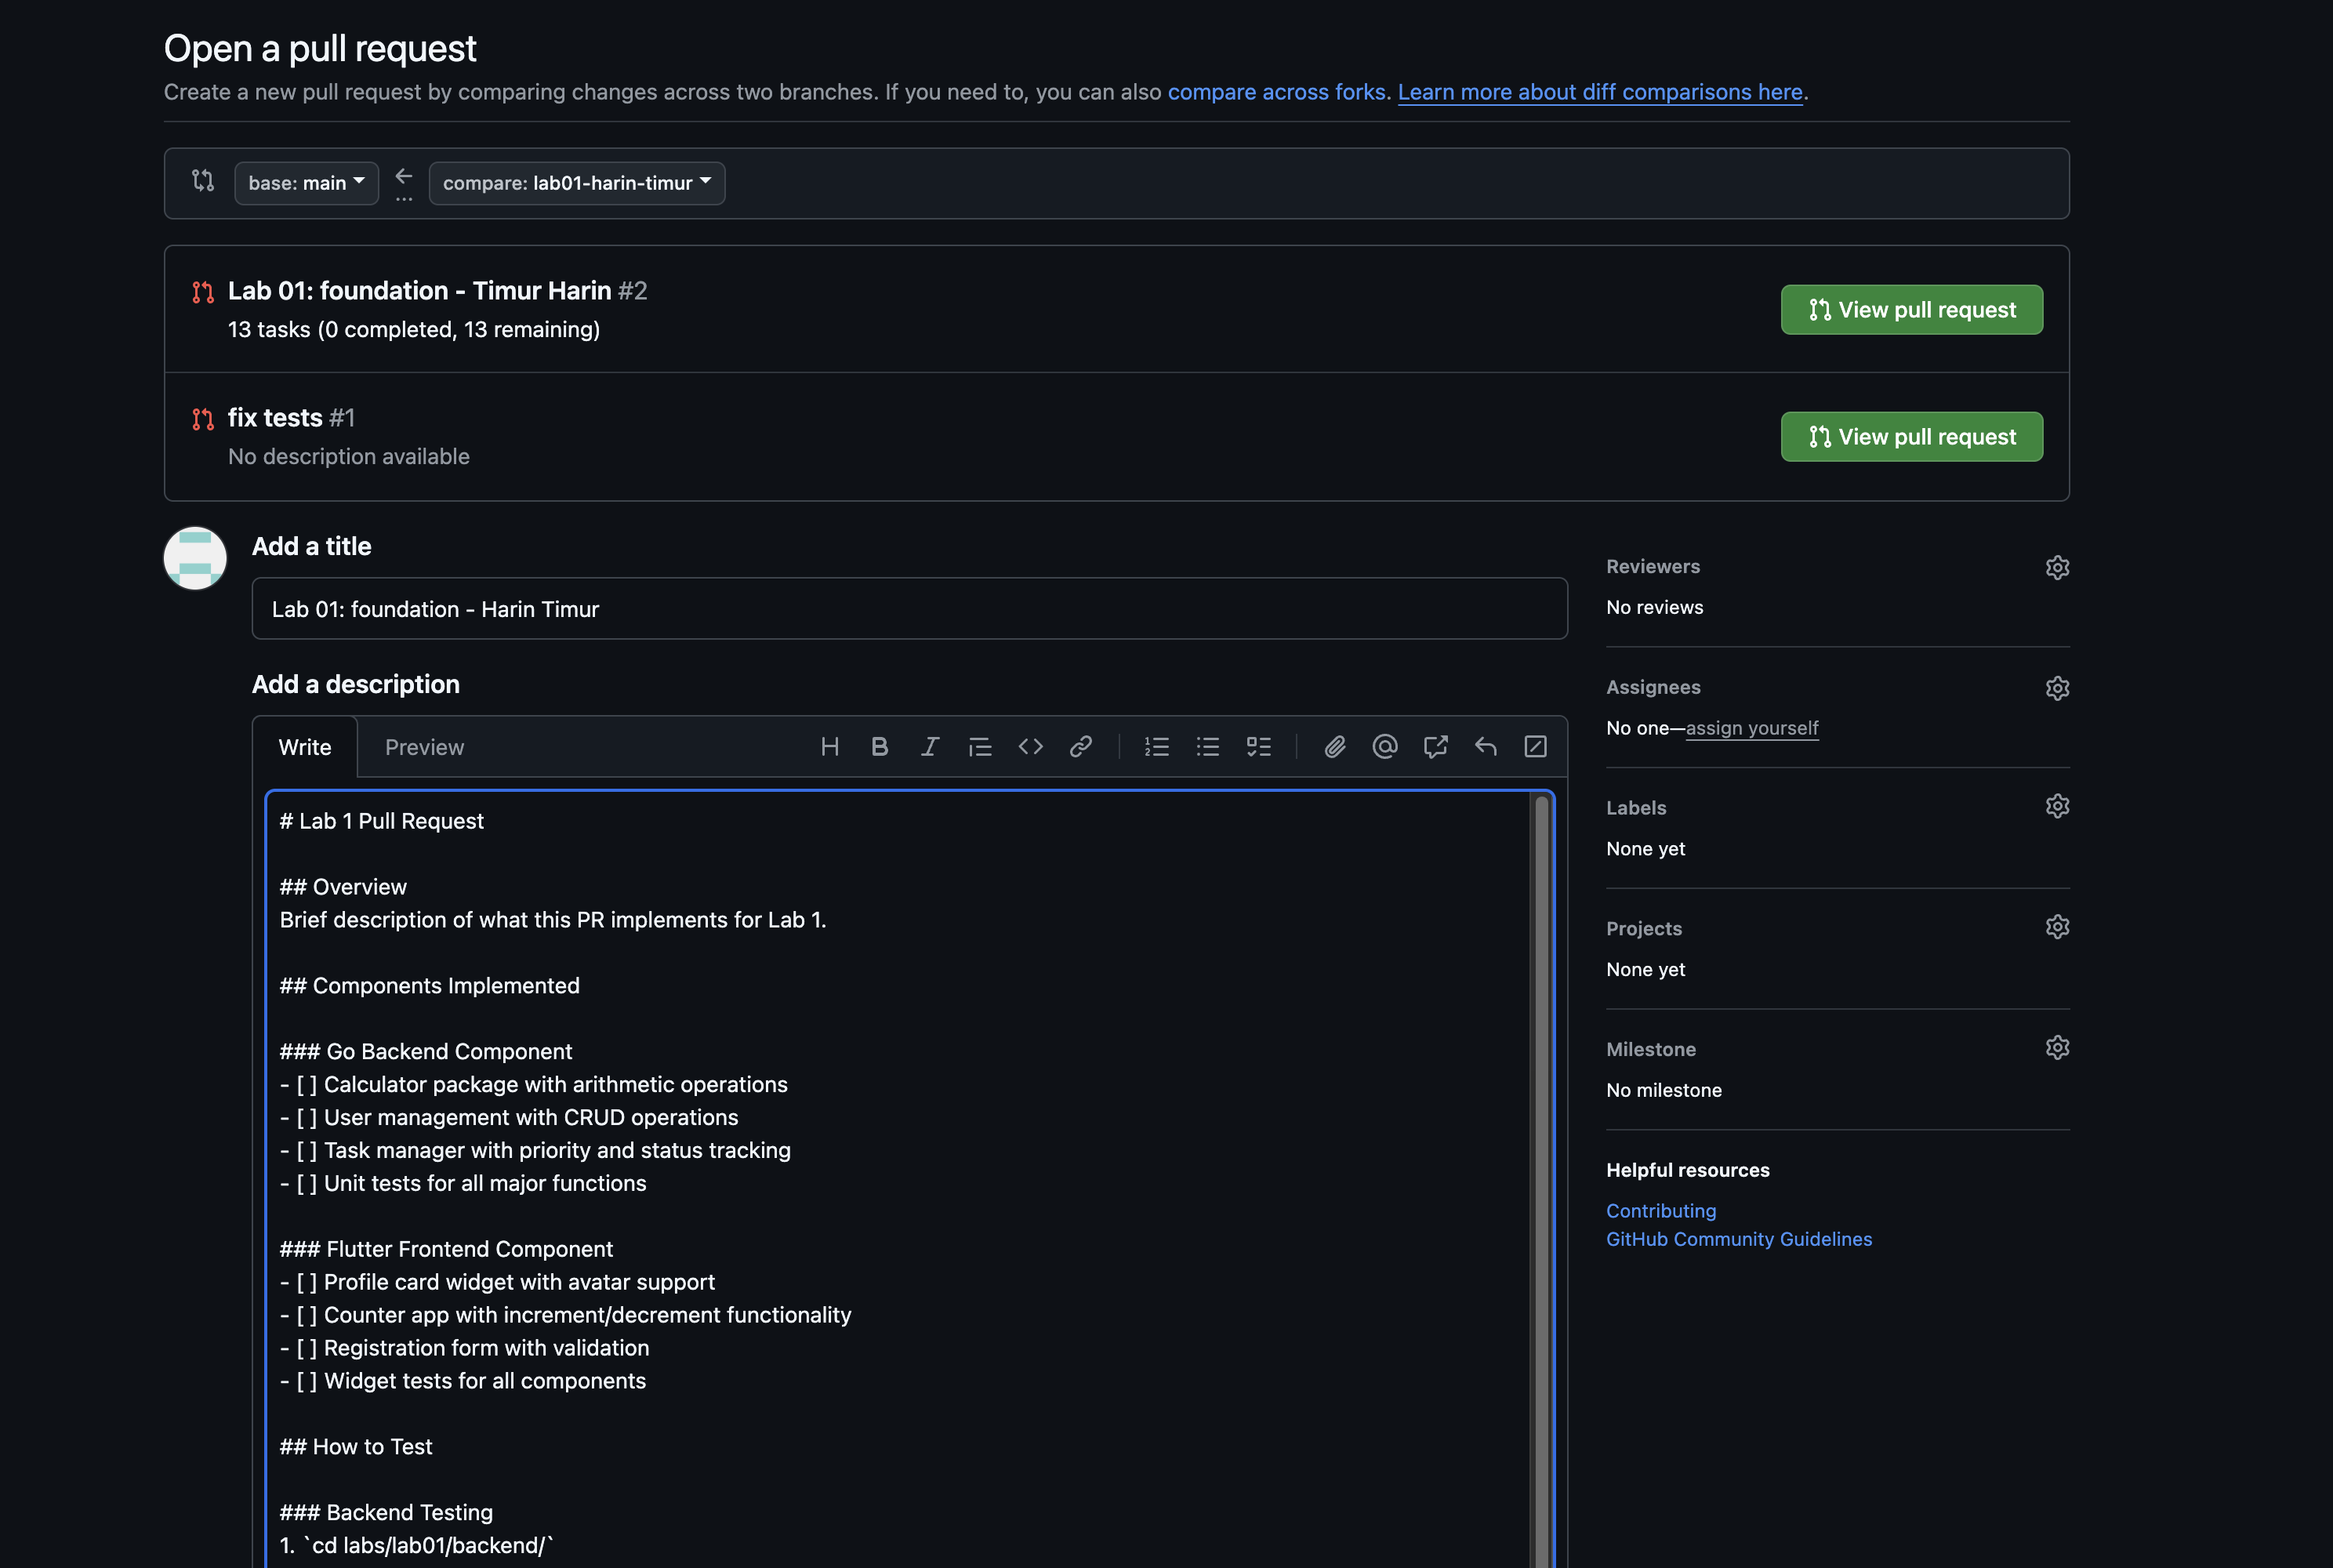 Open a pull request
Create a new pull request by comparing changes across two branches. If you need to, you can also compare across forks. Learn more about diff comparisons here.
base: main
...
compare: lab01-harin-timur
Lab 01: foundation - Timur Harin #2
13 tasks (0 completed, 13 remaining)
View pull request
fix tests #1
No description available
View pull request
Add a title
Lab 01: foundation - Harin Timur
Add a description
Write
Preview
# Lab 1 Pull Request
## Overview
Brief description of what this PR implements for Lab 1.
## Components Implemented
### Go Backend Component
- [ ] Calculator package with arithmetic operations
- [ ] User management with CRUD operations
- [ ] Task manager with priority and status tracking
- [ ] Unit tests for all major functions
### Flutter Frontend Component
- [ ] Profile card widget with avatar support
- [ ] Counter app with increment/decrement functionality
- [ ] Registration form with validation
- [ ] Widget tests for all components
## How to Test
### Backend Testing
1. `cd labs/lab01/backend/`
Reviewers
No reviews
Assignees
No one—assign yourself
Labels
None yet
Projects
None yet
Milestone
No milestone
Helpful resources
Contributing
GitHub Community Guidelines